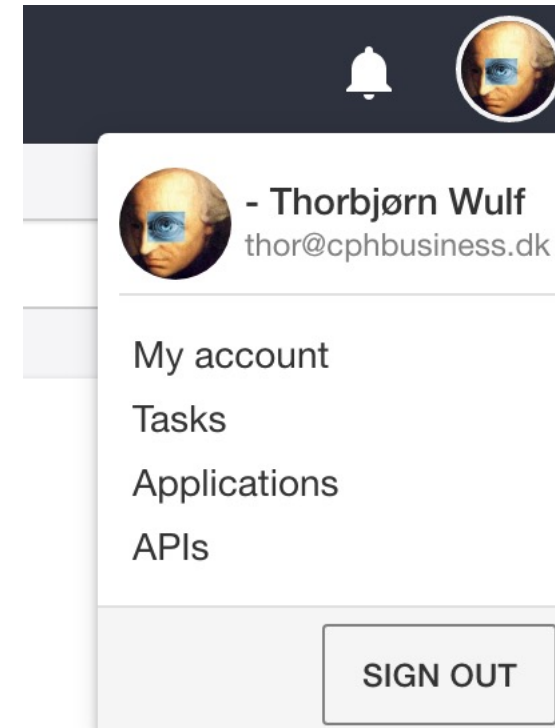 - Thorbjørn Wulf
thor@cphbusiness.dk
My account
Tasks
Applications
APIs
SIGN OUT